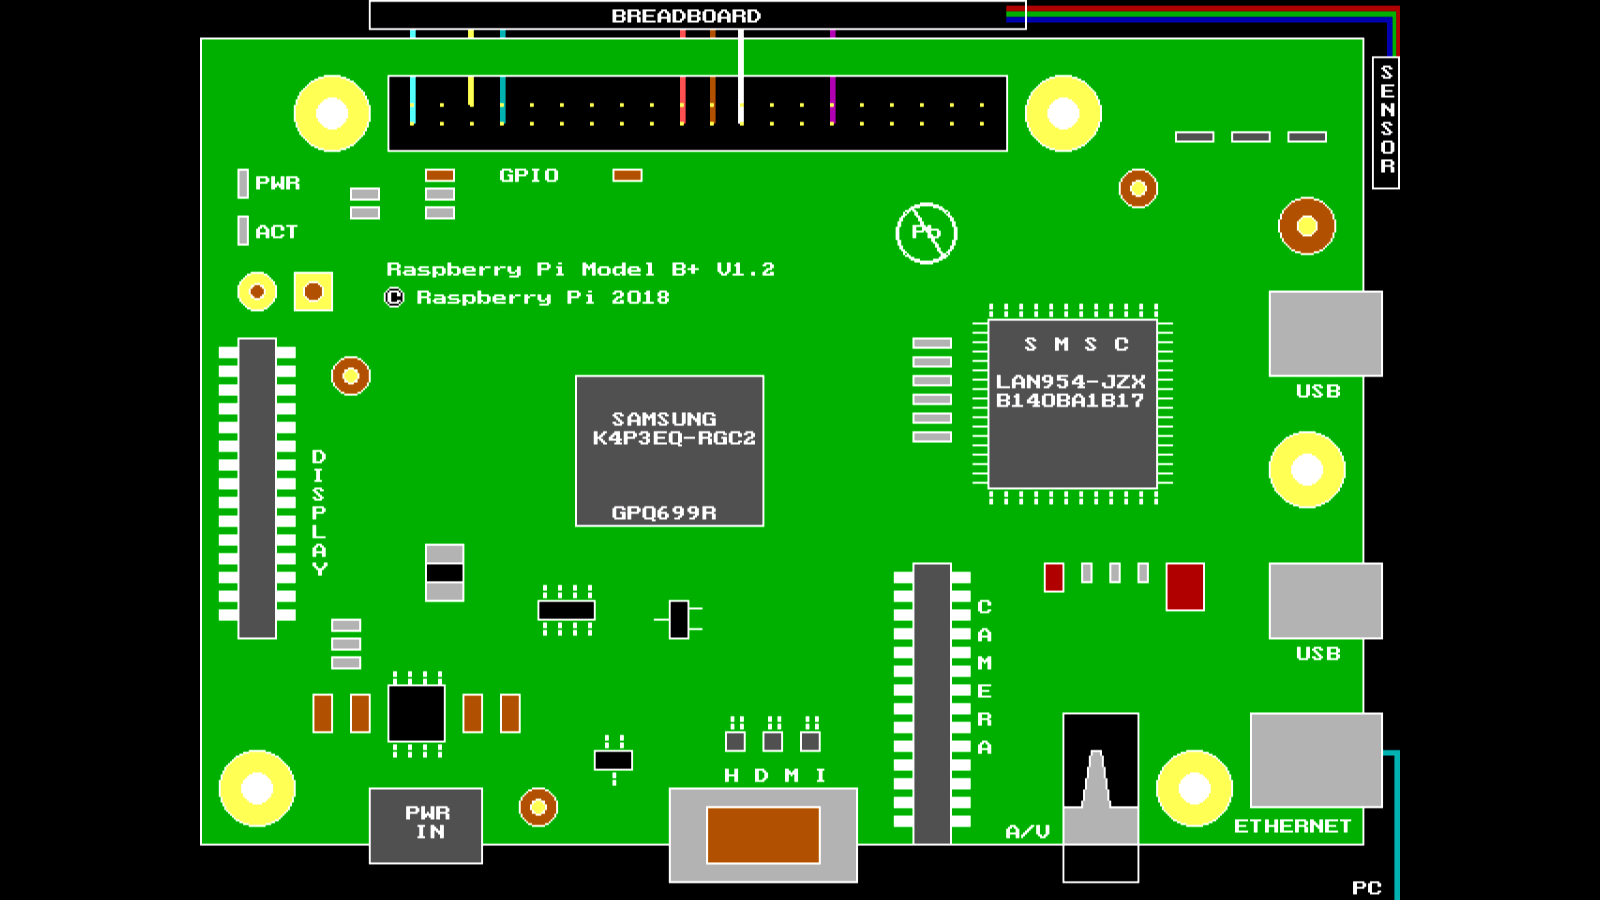 BREADBOARD
SENSOR
GPIO
PWR
ACT
Pb
Raspberry Pi Model B+ V1.2
© Raspberry Pi 2018
SMSC
LAN954-JZX
B140BA1B17
USB
SAMSUNG
K4P3EQ-RGC2
GPQ699R
DISPLAY
CAMERA
USB
HDMI
PWR
IN
A/V
ETHERNET
PC